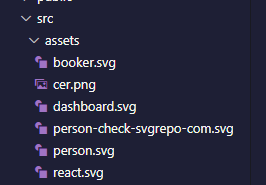 src
assets
booker.svg
cer.png
dashboard.svg
person-check-svgrepo-com.svg
person.svg
react.svg